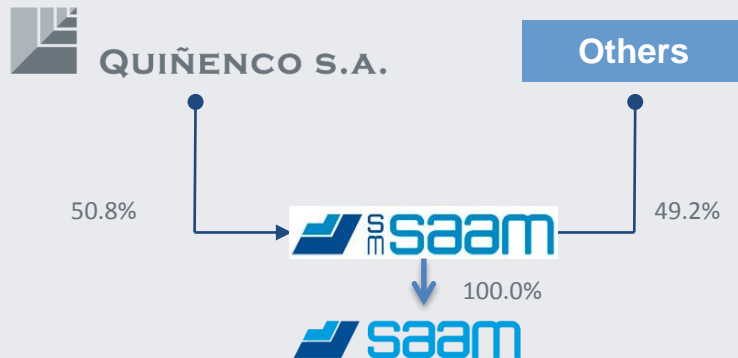 QUIÑENCO S.A.
Others
50.8%
49.2%
SM saam
100.0%
saam